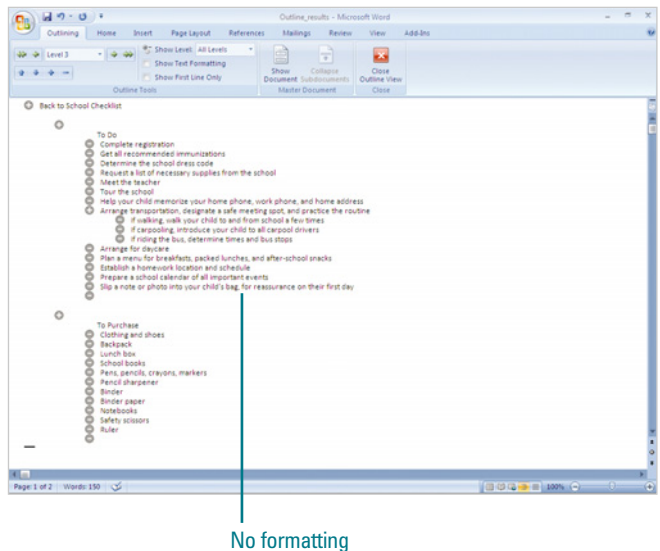 Outline_results - Microsoft Word
Outlining Home Insert Page Layout References Mailings Review View Add-Ins
Level 3
Show Level: All Levels
Show Text Formatting
Show First Line Only
Show Document
Collapse Subdocuments
Close Outline View
Outline Tools Master Document Close
Back to School Checklist
To Do
Complete registration
Get all recommended immunizations
Determine the school dress code
Request a list of necessary supplies from the school
Meet the teacher
Tour the school
Help your child memorize your home phone, work phone, and home address
Arrange transportation, designate a safe meeting spot, and practice the routine
If walking, walk your child to and from school a few times
If carpooling, introduce your child to all carpool drivers
If riding the bus, determine times and bus stops
Arrange for daycare
Plan a menu for breakfasts, packed lunches, and after-school snacks
Establish a homework location and schedule
Prepare a school calendar of all important events
Slip a note or photo into your child's bag, for reassurance on their first day
To Purchase
Clothing and shoes
Backpack
Lunch box
School books
Pens, pencils, crayons, markers
Pencil sharpener
Binder
Binder paper
Notebooks
Safety scissors
Ruler
Page: 1 of 2 Words: 150 100%
No formatting